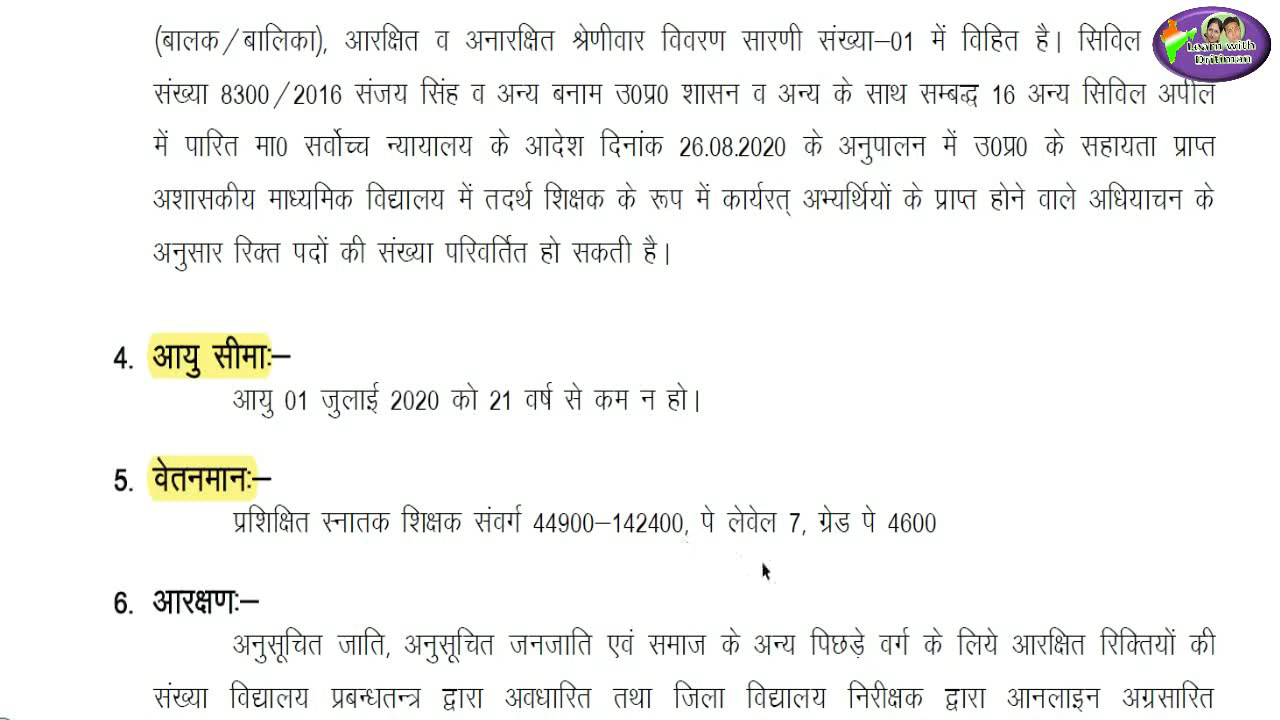 (बालक/बालिका), आरक्षित व अनारक्षित श्रेणीवार विवरण सारणी संख्या–01 में विहित है। सिविल
Learn with
Dritiman
संख्या 8300/2016 संजय सिंह व अन्य बनाम उ0प्र0 शासन व अन्य के साथ सम्बद्ध 16 अन्य सिविल अपील
में पारित मा0 सर्वोच्च न्यायालय के आदेश दिनांक 26.08.2020 के अनुपालन में उ0प्र0 के सहायता प्राप्त
अशासकीय माध्यमिक विद्यालय में तदर्थ शिक्षक के रूप में कार्यरत् अभ्यर्थियों के प्राप्त होने वाले अधियाचन के
अनुसार रिक्त पदों की संख्या परिवर्तित हो सकती है।
4. आयु सीमाः–
आयु 01 जुलाई 2020 को 21 वर्ष से कम न हो।
5. वेतनमानः–
प्रशिक्षित स्नातक शिक्षक संवर्ग 44900–142400, पे लेवेल 7, ग्रेड पे 4600
6. आरक्षणः–
अनुसूचित जाति, अनुसूचित जनजाति एवं समाज के अन्य पिछड़े वर्ग के लिये आरक्षित रिक्तियों की
संख्या विद्यालय प्रबन्धतन्त्र द्वारा अवधारित तथा जिला विद्यालय निरीक्षक द्वारा आनलाइन अग्रसारित